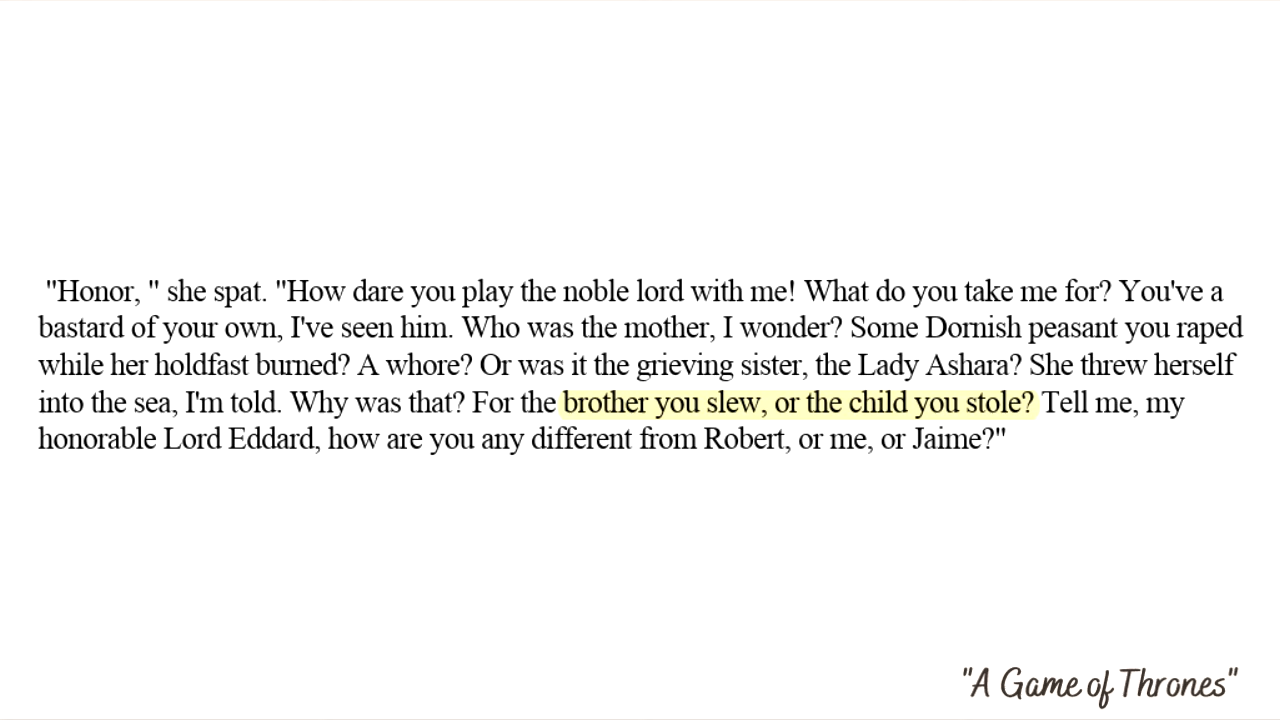 "Honor, " she spat. "How dare you play the noble lord with me! What do you take me for? You've a
bastard of your own, I've seen him. Who was the mother, I wonder? Some Dornish peasant you raped
while her holdfast burned? A whore? Or was it the grieving sister, the Lady Ashara? She threw herself
into the sea, I'm told. Why was that? For the brother you slew, or the child you stole? Tell me, my
honorable Lord Eddard, how are you any different from Robert, or me, or Jaime?"
"A Game of Thrones"